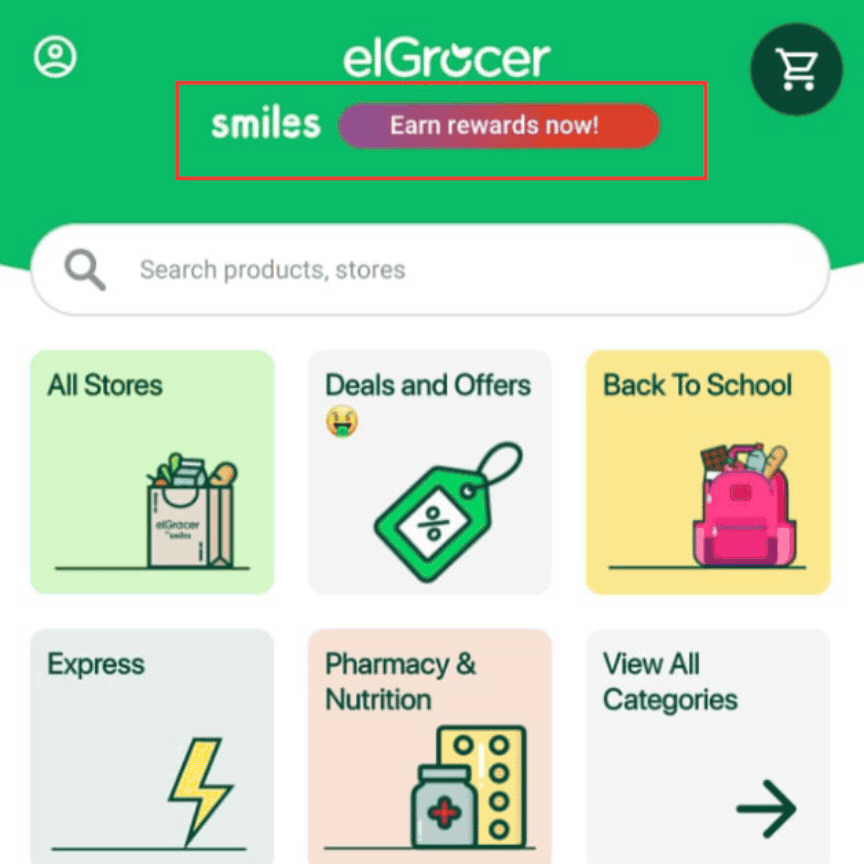 elGrocer
smiles Earn rewards now!
Search products, stores
All Stores
Deals and Offers
Back To School
elGrocer
by smiles
Express
Pharmacy &
Nutrition
View All
Categories